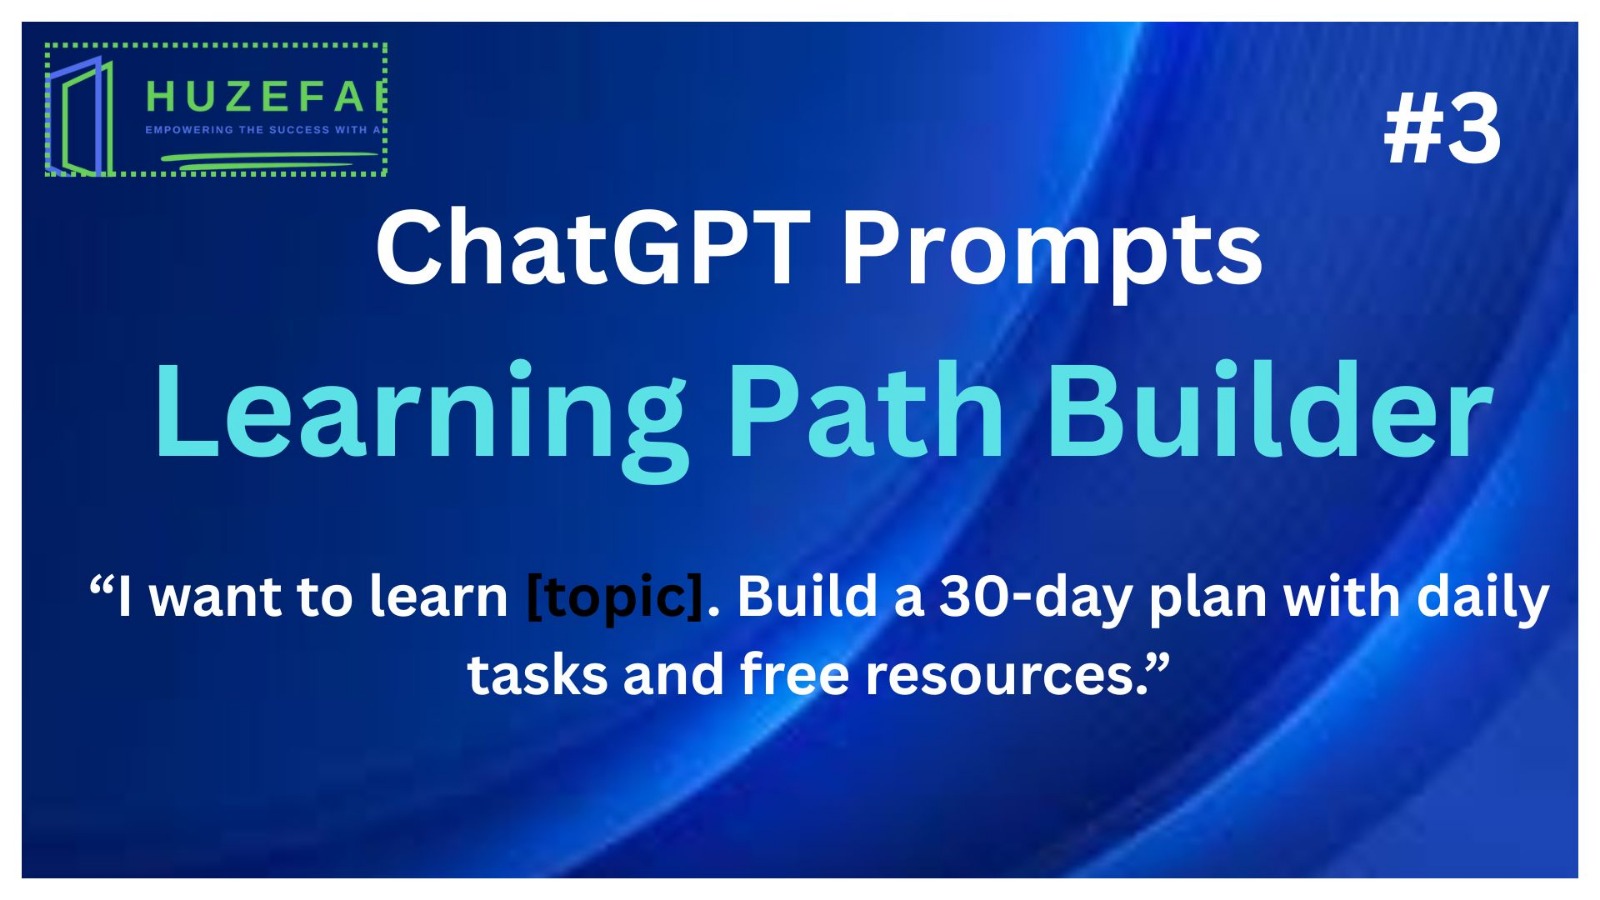 HUZEFAI
EMPOWERING THE SUCCESS WITH A
#3
ChatGPT Prompts
Learning Path Builder
“I want to learn [topic]. Build a 30-day plan with daily
tasks and free resources.”